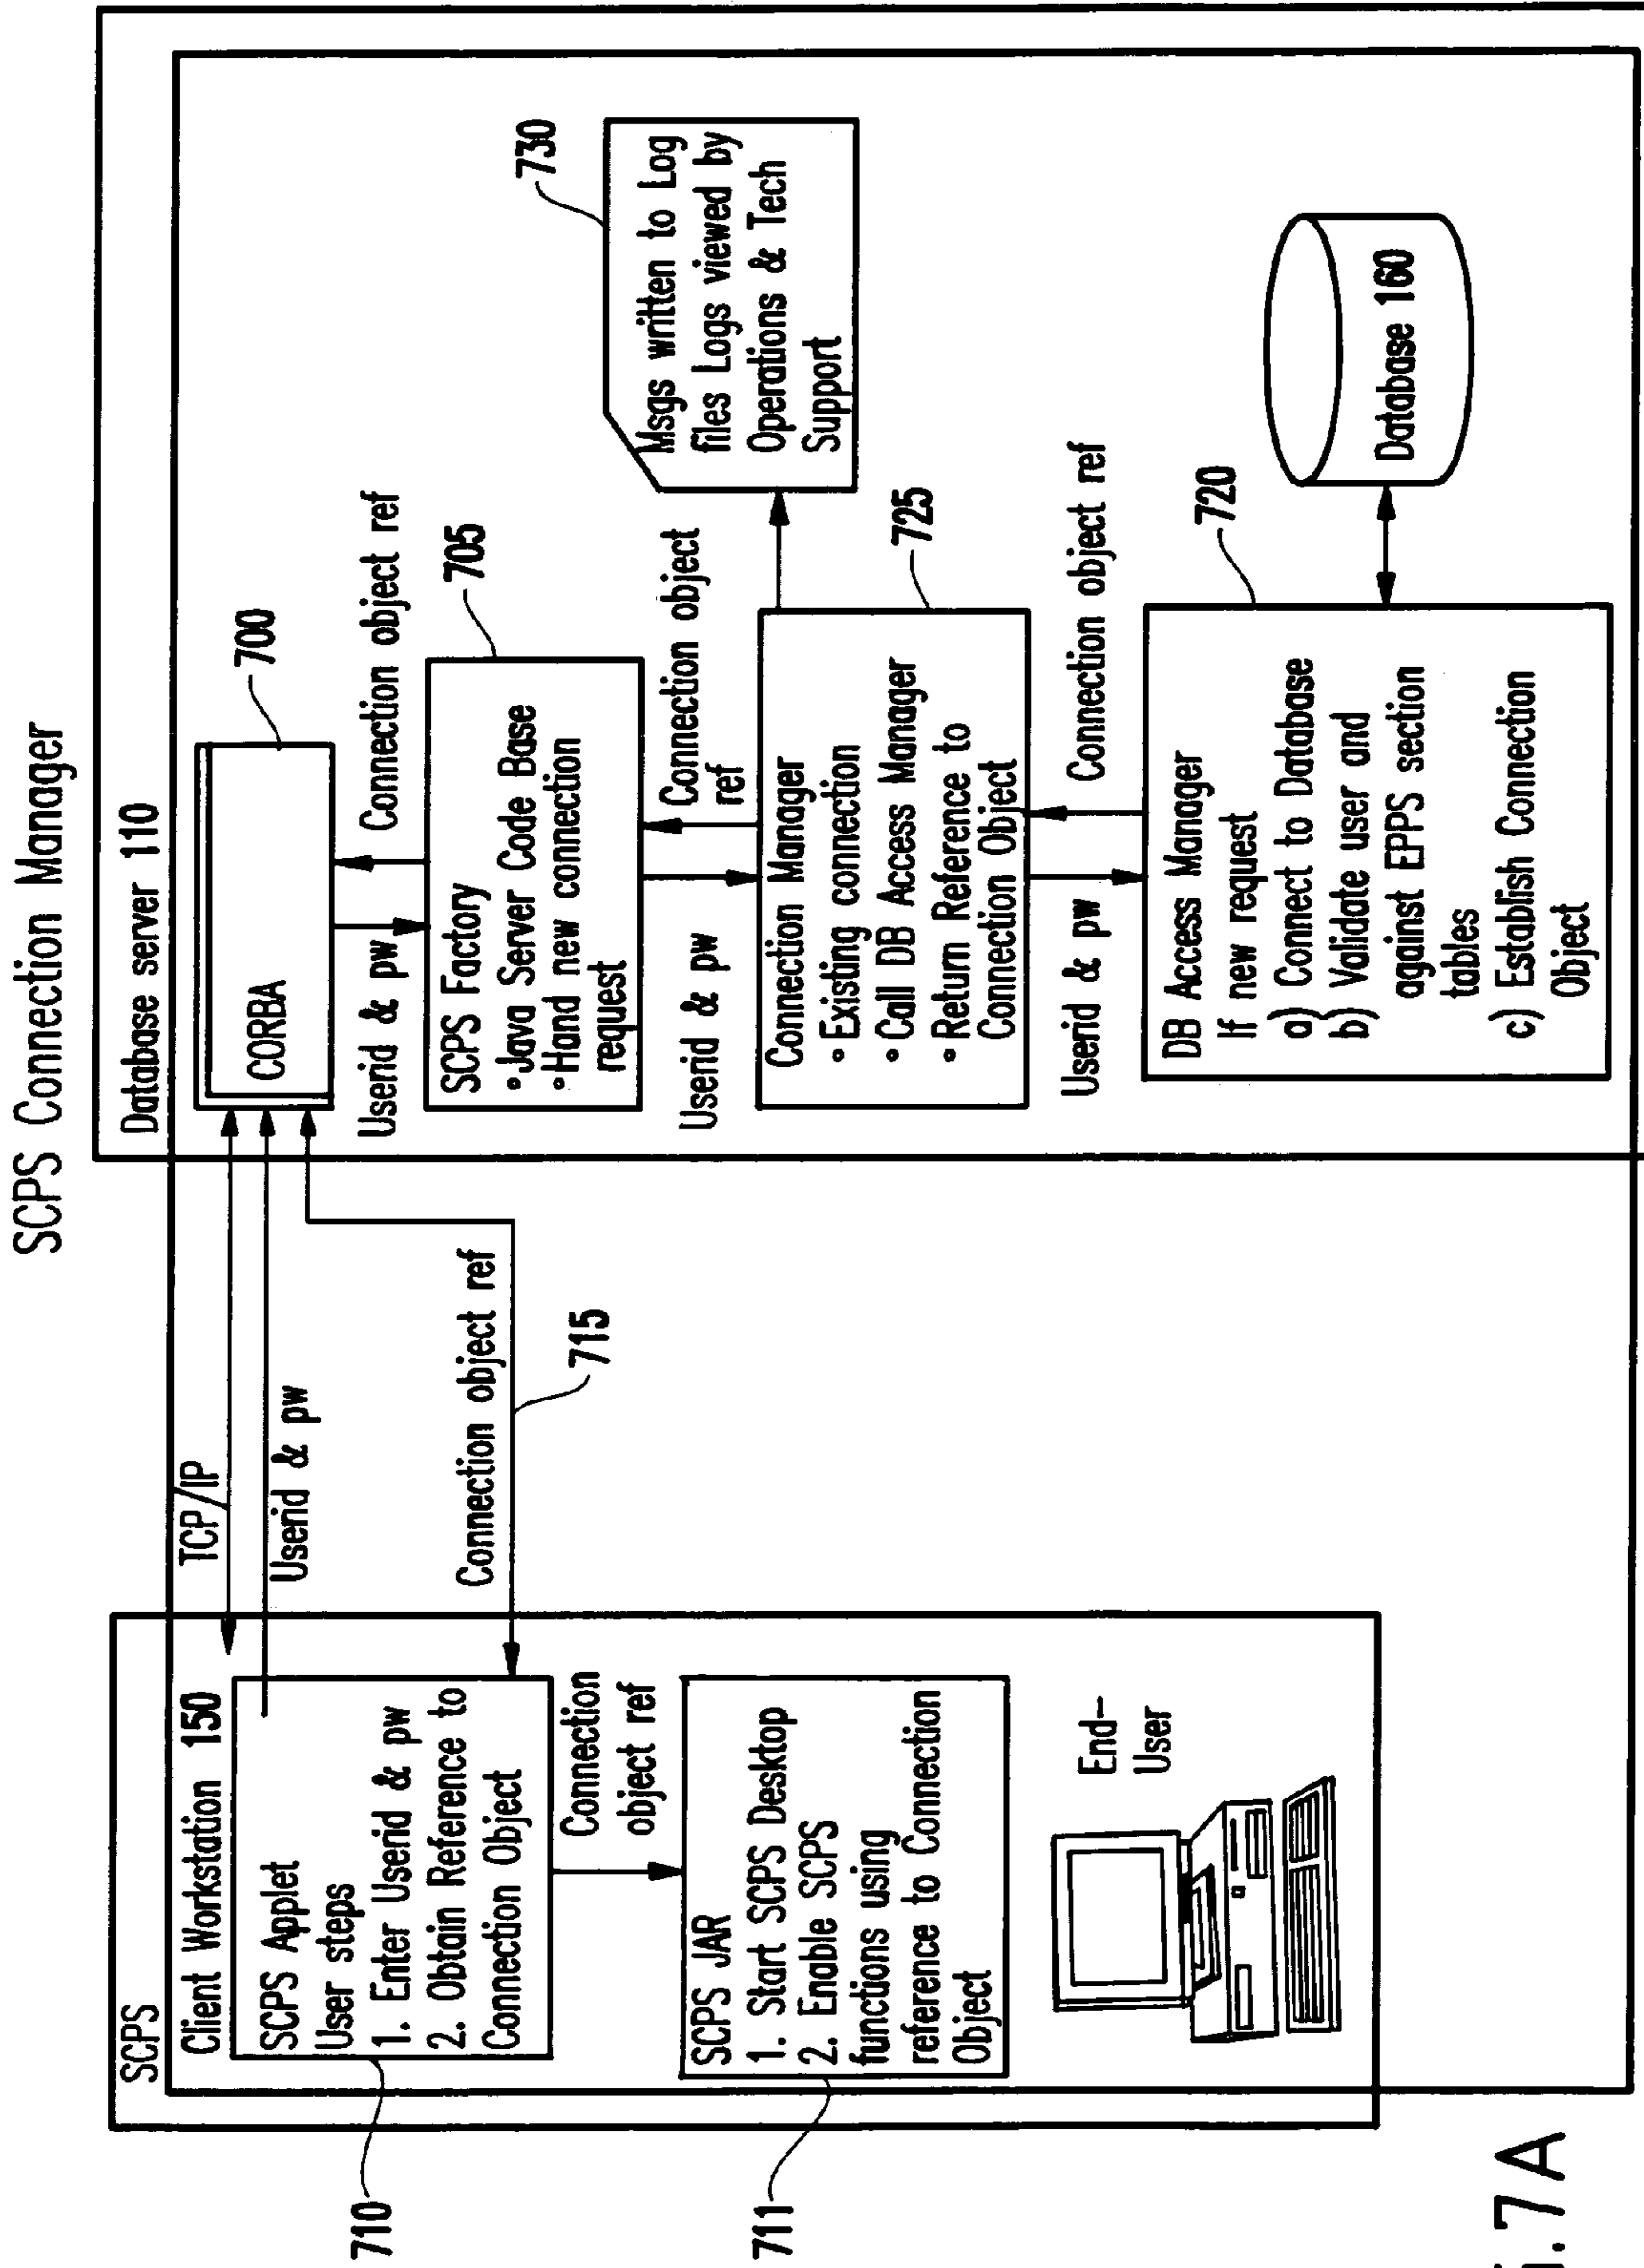 SCPS Connection Manager
SCPS
Client Workstation 150
SCPS Applet
User steps
1. Enter Userid & pw
2. Obtain Reference to
Connection Object
710
Connection
object ref
SCPS JAR
1. Start SCPS Desktop
2. Enable SCPS
functions using
reference to Connection
Object
711
End-
User
TCP/IP
Userid & pw
Connection object ref
715
Database server 110
CORBA
700
Userid & pw
Connection object ref
SCPS Factory
•Java Server Code Base
•Hand new connection
request
705
Userid & pw
Connection object
ref
Connection Manager
• Existing connection
• Call DB Access Manager
• Return Reference to
Connection Object
725
Msgs written to Log
files Logs viewed by
Operations & Tech
Support
730
Userid & pw
Connection object ref
DB Access Manager
If new request
a) Connect to Database
b) Validate user and
against EPPS section
tables
c) Establish Connection
Object
720
Database 160
.7A